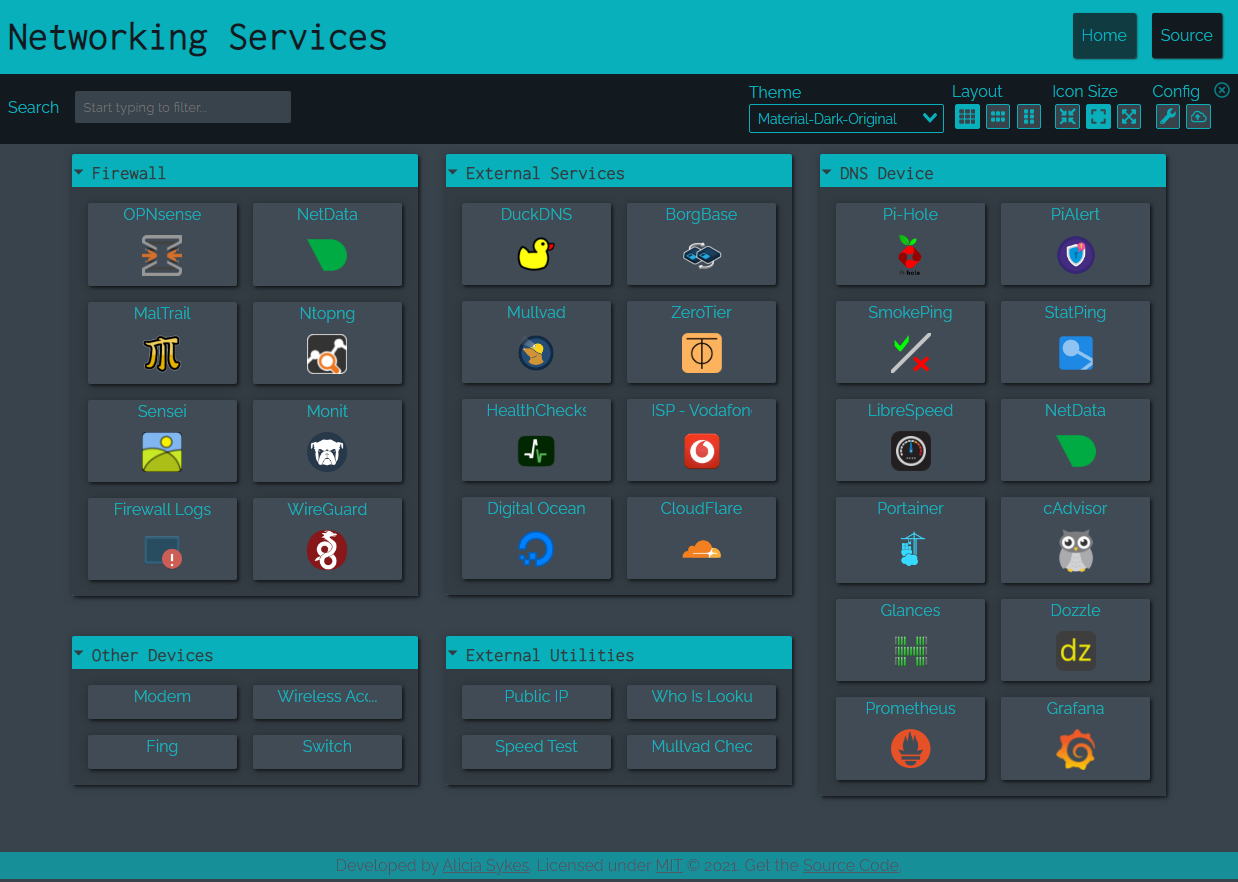 Networking Services
Home
Source
Search
Start typing to filter...
Theme
Material-Dark-Original
Layout
Icon Size
Config
Firewall
OPNsense
NetData
MalTrail
Ntopng
Sensei
Monit
Firewall Logs
WireGuard
External Services
DuckDNS
BorgBase
Mullvad
ZeroTier
HealthChecks
ISP - Vodafon
Digital Ocean
CloudFlare
DNS Device
Pi-Hole
Pi-hole
PiAlert
SmokePing
StatPing
LibreSpeed
NetData
Portainer
cAdvisor
Glances
Dozzle
dz
Prometheus
Grafana
Other Devices
Modem
Wireless Acc...
Fing
Switch
External Utilities
Public IP
Who Is Looku
Speed Test
Mullvad Chec
Developed by Alicia Sykes. Licensed under MIT © 2021. Get the Source Code.